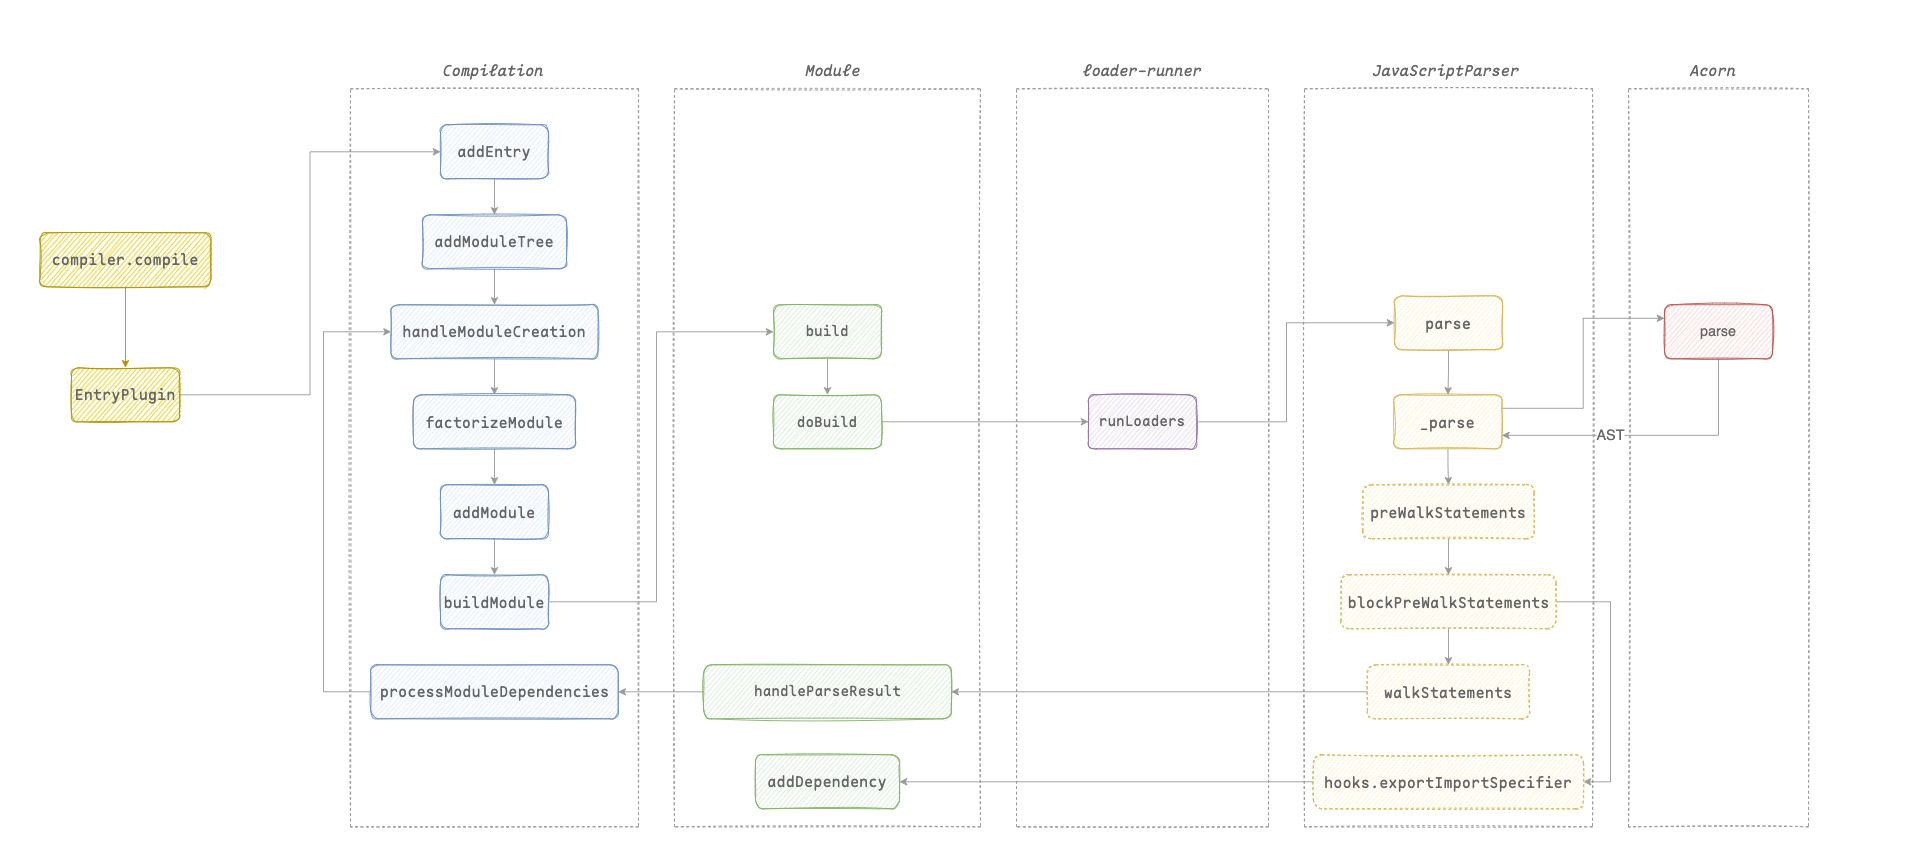 Compilation
Module
loader-runner
JavaScriptParser
Acorn
compiler.compile
EntryPlugin
addEntry
addModuleTree
handleModuleCreation
factorizeModule
addModule
buildModule
processModuleDependencies
build
doBuild
handleParseResult
addDependency
runLoaders
parse
_parse
preWalkStatements
blockPreWalkStatements
walkStatements
hooks.exportImportSpecifier
parse
AST